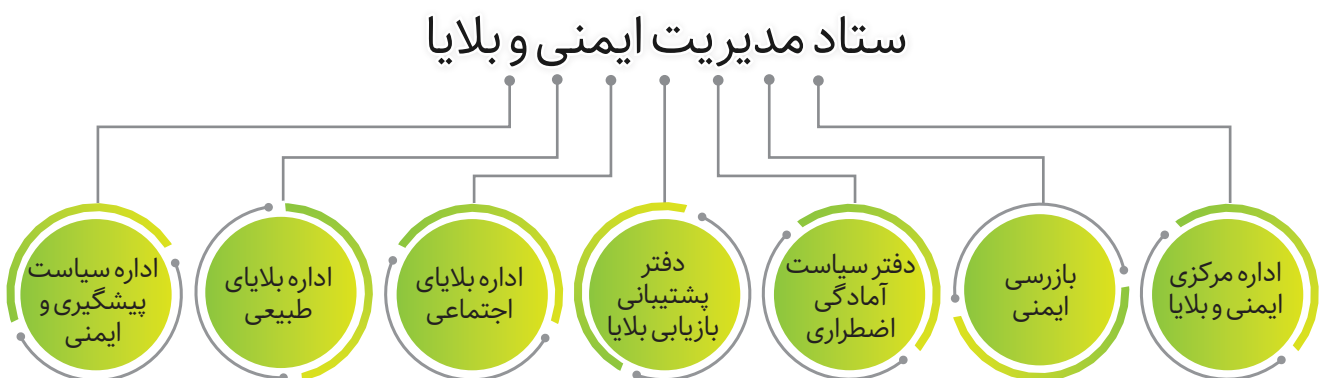 ستاد مدیریت ایمنی و بلایا
اداره مرکزی
ایمنی و بلایا
بازرسی
ایمنی
دفتر سیاست
آمادگی
اضطراری
دفتر
پشتیبانی
بازیابی بلایا
اداره بلایای
اجتماعی
اداره بلایای
طبیعی
اداره سیاست
پیشگیری و
ایمنی